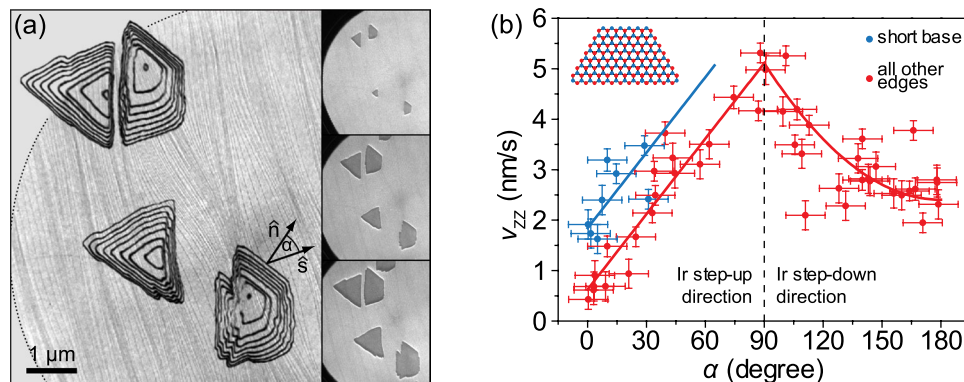 (a)
n̂
α
ŝ
1 µm
(b)
6
5
4
3
2
1
0
v_ZZ (nm/s)
short base
all other
edges
Ir step-up
direction
Ir step-down
direction
0 30 60 90 120 150 180
α (degree)